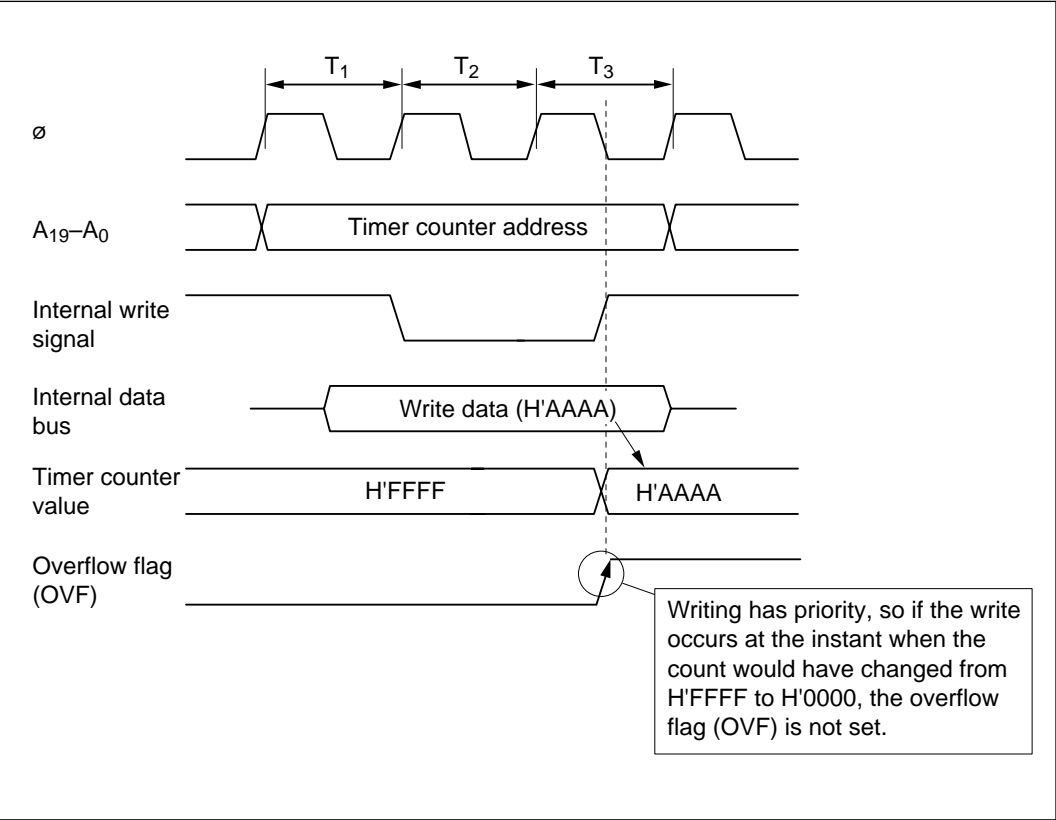 T1 T2 T3
ø
A19–A0
Timer counter address
Internal write
signal
Internal data
bus
Write data (H'AAAA)
Timer counter
value
H'FFFF
H'AAAA
Overflow flag
(OVF)
Writing has priority, so if the write
occurs at the instant when the
count would have changed from
H'FFFF to H'0000, the overflow
flag (OVF) is not set.